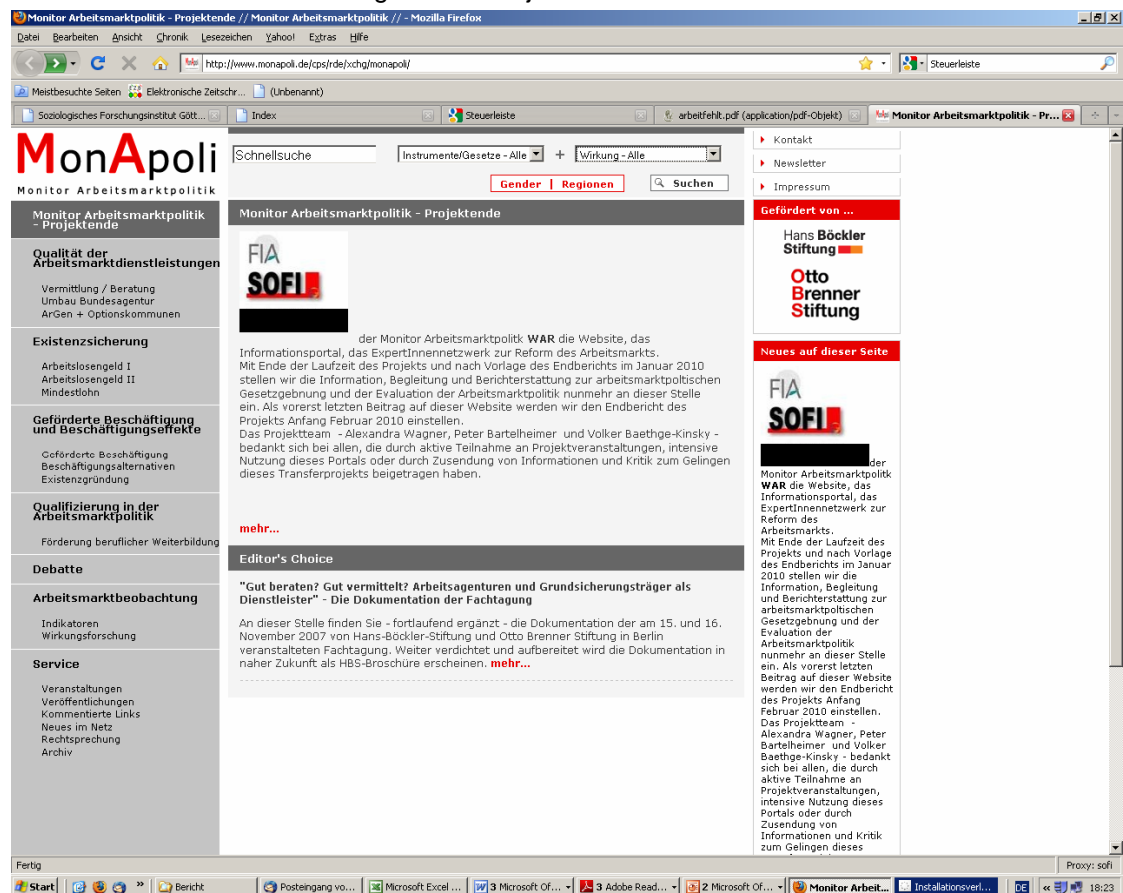 Monitor Arbeitsmarktpolitik - Projektende // Monitor Arbeitsmarktpolitik // - Mozilla Firefox
Datei Bearbeiten Ansicht Chronik Lesezeichen Yahoo! Extras Hilfe
http://www.monapoli.de/cps/rde/xchg/monapoli/
Steuerleiste
Meistbesuchte Seiten Elektronische Zeitschr... (Unbenannt)
Soziologisches Forschungsinstitut Gött... Index Steuerleiste arbeitfehlt.pdf (application/pdf-Objekt) Monitor Arbeitsmarktpolitik - Pr...
MonApoli
Monitor Arbeitsmarktpolitik
Monitor Arbeitsmarktpolitik
- Projektende
Qualität der
Arbeitsmarktdienstleistungen
Vermittlung / Beratung
Umbau Bundesagentur
ArGen + Optionskommunen
Existenzsicherung
Arbeitslosengeld I
Arbeitslosengeld II
Mindestlohn
Geförderte Beschäftigung
und Beschäftigungseffekte
Geförderte Beschäftigung
Beschäftigungsalternativen
Existenzgründung
Qualifizierung in der
Arbeitsmarktpolitik
Förderung beruflicher Weiterbildung
Debatte
Arbeitsmarktbeobachtung
Indikatoren
Wirkungsforschung
Service
Veranstaltungen
Veröffentlichungen
Kommentierte Links
Neues im Netz
Rechtsprechung
Archiv
Schnellsuche Instrumente/Gesetze - Alle + Wirkung - Alle
Gender | Regionen Suchen
Monitor Arbeitsmarktpolitik - Projektende
FIA
SOFI
der Monitor Arbeitsmarktpolitk WAR die Website, das
Informationsportal, das ExpertInnennetzwerk zur Reform des Arbeitsmarkts.
Mit Ende der Laufzeit des Projekts und nach Vorlage des Endberichts im Januar 2010
stellen wir die Information, Begleitung und Berichterstattung zur arbeitsmarktpoltischen
Gesetzgebnung und der Evaluation der Arbeitsmarktpolitik nunmehr an dieser Stelle
ein. Als vorerst letzten Beitrag auf dieser Website werden wir den Endbericht des
Projekts Anfang Februar 2010 einstellen.
Das Projektteam - Alexandra Wagner, Peter Bartelheimer und Volker Baethge-Kinsky -
bedankt sich bei allen, die durch aktive Teilnahme an Projektveranstaltungen, intensive
Nutzung dieses Portals oder durch Zusendung von Informationen und Kritik zum Gelingen
dieses Transferprojekts beigetragen haben.
mehr...
Editor's Choice
"Gut beraten? Gut vermittelt? Arbeitsagenturen und Grundsicherungsträger als
Dienstleister" - Die Dokumentation der Fachtagung
An dieser Stelle finden Sie - fortlaufend ergänzt - die Dokumentation der am 15. und 16.
November 2007 von Hans-Böckler-Stiftung und Otto Brenner Stiftung in Berlin
veranstalteten Fachtagung. Weiter verdichtet und aufbereitet wird die Dokumentation in
naher Zukunft als HBS-Broschüre erscheinen. mehr...
Kontakt
Newsletter
Impressum
Gefördert von ...
Hans Böckler
Stiftung
Otto
Brenner
Stiftung
Neues auf dieser Seite
FIA
SOFI
der
Monitor Arbeitsmarktpolitk
WAR die Website, das
Informationsportal, das
ExpertInnennetzwerk zur
Reform des
Arbeitsmarkts.
Mit Ende der Laufzeit des
Projekts und nach Vorlage
des Endberichts im Januar
2010 stellen wir die
Information, Begleitung
und Berichterstattung zur
arbeitsmarktpoltischen
Gesetzgebnung und der
Evaluation der
Arbeitsmarktpolitik
nunmehr an dieser Stelle
ein. Als vorerst letzten
Beitrag auf dieser Website
werden wir den Endbericht
des Projekts Anfang
Februar 2010 einstellen.
Das Projektteam -
Alexandra Wagner, Peter
Bartelheimer und Volker
Baethge-Kinsky - bedankt
sich bei allen, die durch
aktive Teilnahme an
Projektveranstaltungen,
intensive Nutzung dieses
Portals oder durch
Zusendung von
Informationen und Kritik
zum Gelingen dieses
Fertig Proxy: sofi
Start Bericht Posteingang vo... Microsoft Excel ... 3 Microsoft Of... 3 Adobe Read... 2 Microsoft Of... Monitor Arbeit... Installationsverl... DE 18:23